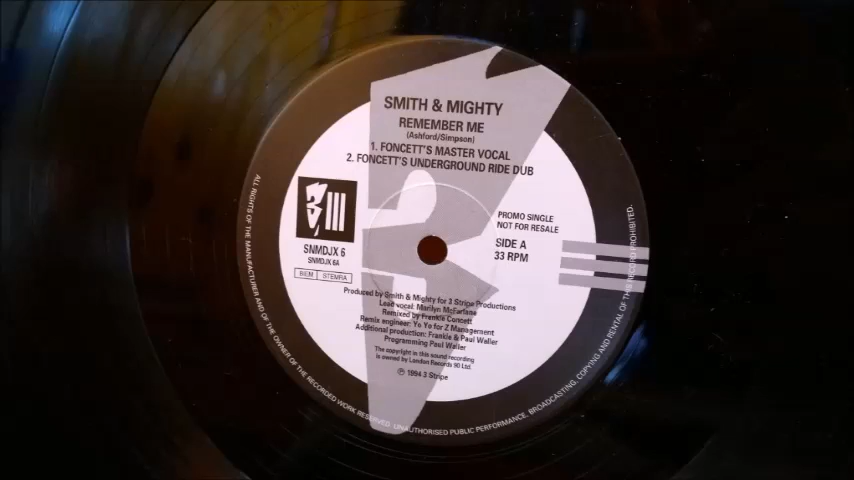 SMITH & MIGHTY
REMEMBER ME
(Ashford/Simpson)
1. FONCETT'S MASTER VOCAL
2. FONCETT'S UNDERGROUND RIDE DUB
3
SNMDJX 6
SNMDJX 6A
BIEM STEMRA
PROMO SINGLE
NOT FOR RESALE
SIDE A
33 RPM
Produced by Smith & Mighty for 3 Stripe Productions
Lead vocal: Marilyn McFarlane
Remixed by Frankie Foncett
Remix engineer: Yo Yo for Z Management
Additional production: Frankie & Paul Waller
Programming Paul Waller
The copyright in this sound recording
is owned by London Records 90 Ltd.
℗ 1994 3 Stripe
ALL RIGHTS OF THE MANUFACTURER AND OF THE OWNER OF THE RECORDED WORK RESERVED. UNAUTHORISED PUBLIC PERFORMANCE, BROADCASTING, COPYING AND RENTAL OF THIS RECORD PROHIBITED.